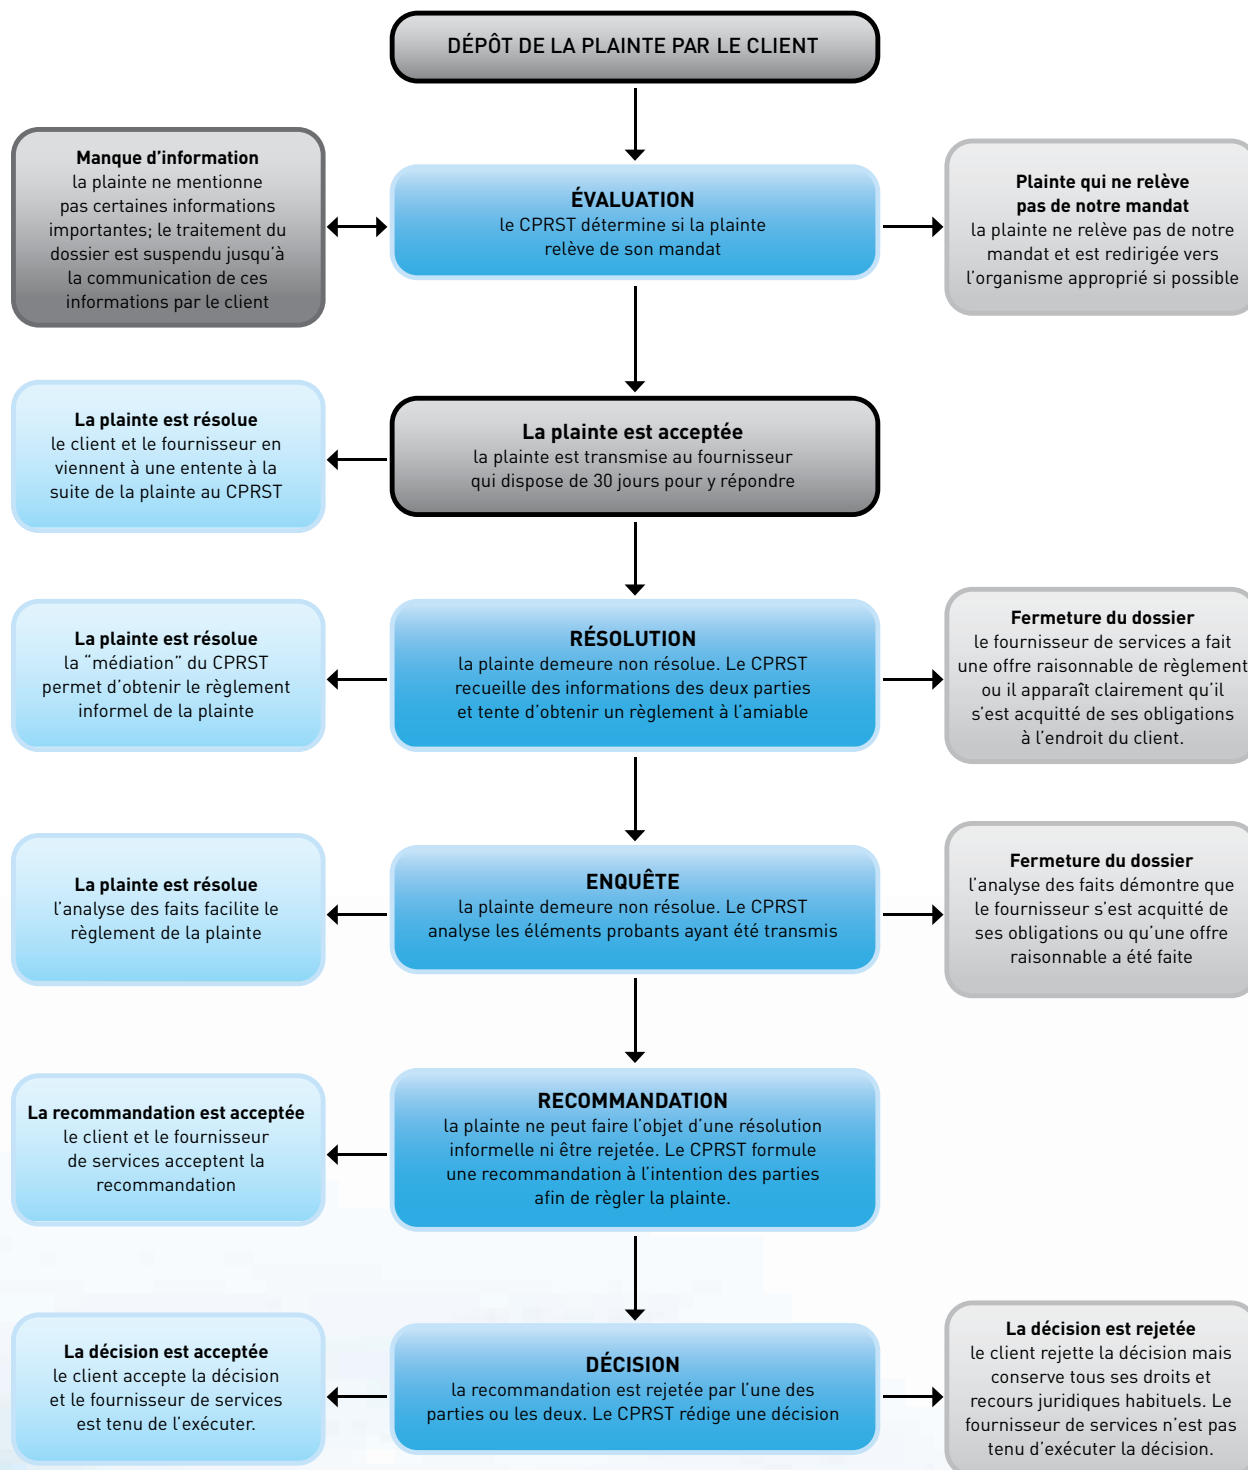 DÉPÔT DE LA PLAINTE PAR LE CLIENT
Manque d'information
la plainte ne mentionne
pas certaines informations
importantes; le traitement du
dossier est suspendu jusqu'à
la communication de ces
informations par le client
ÉVALUATION
le CPRST détermine si la plainte
relève de son mandat
Plainte qui ne relève
pas de notre mandat
la plainte ne relève pas de notre
mandat et est redirigée vers
l'organisme approprié si possible
La plainte est résolue
le client et le fournisseur en
viennent à une entente à la
suite de la plainte au CPRST
La plainte est acceptée
la plainte est transmise au fournisseur
qui dispose de 30 jours pour y répondre
La plainte est résolue
la “médiation” du CPRST
permet d'obtenir le règlement
informel de la plainte
RÉSOLUTION
la plainte demeure non résolue. Le CPRST
recueille des informations des deux parties
et tente d'obtenir un règlement à l'amiable
Fermeture du dossier
le fournisseur de services a fait
une offre raisonnable de règlement
ou il apparaît clairement qu'il
s'est acquitté de ses obligations
à l'endroit du client.
La plainte est résolue
l'analyse des faits facilite le
règlement de la plainte
ENQUÊTE
la plainte demeure non résolue. Le CPRST
analyse les éléments probants ayant été transmis
Fermeture du dossier
l'analyse des faits démontre que
le fournisseur s'est acquitté de
ses obligations ou qu'une offre
raisonnable a été faite
La recommandation est acceptée
le client et le fournisseur
de services acceptent la
recommandation
RECOMMANDATION
la plainte ne peut faire l'objet d'une résolution
informelle ni être rejetée. Le CPRST formule
une recommandation à l'intention des parties
afin de règler la plainte.
La décision est acceptée
le client accepte la décision
et le fournisseur de services
est tenu de l'exécuter.
DÉCISION
la recommandation est rejetée par l'une des
parties ou les deux. Le CPRST rédige une décision
La décision est rejetée
le client rejette la décision mais
conserve tous ses droits et
recours juridiques habituels. Le
fournisseur de services n'est pas
tenu d'exécuter la décision.